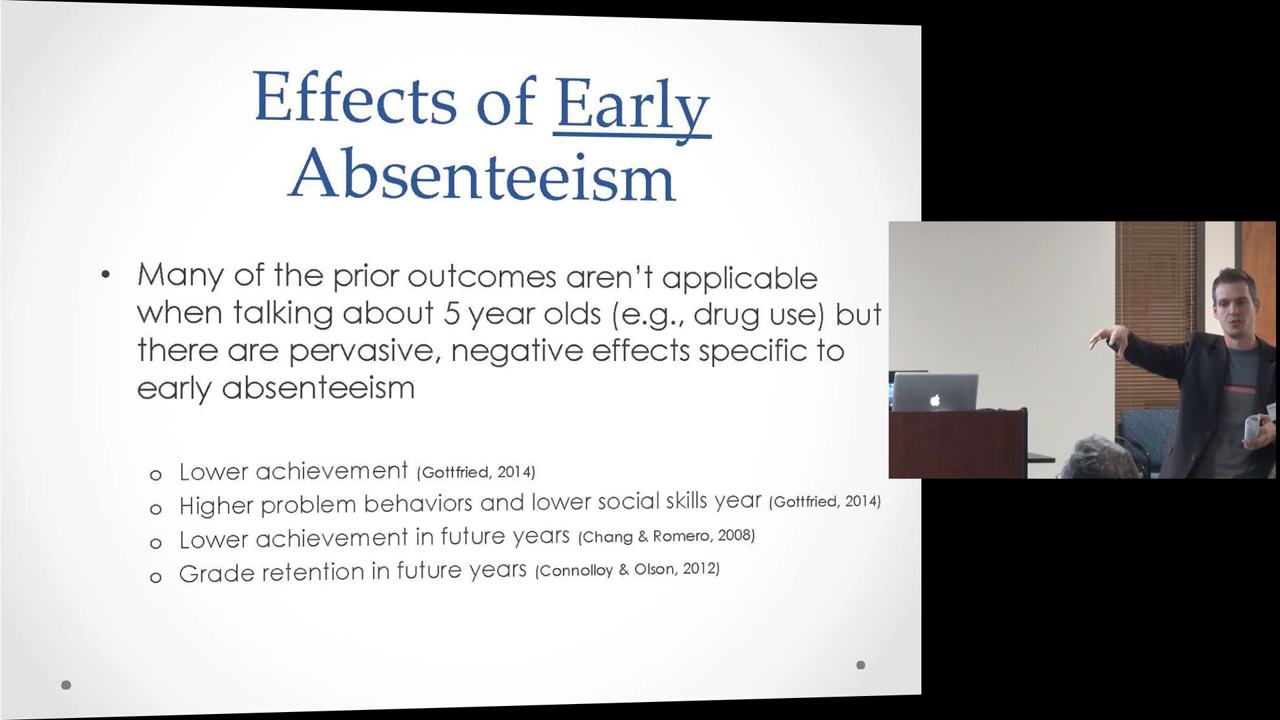 Effects of Early
Absenteeism
• Many of the prior outcomes aren't applicable
when talking about 5 year olds (e.g., drug use) but
there are pervasive, negative effects specific to
early absenteeism
o Lower achievement (Gottfried, 2014)
o Higher problem behaviors and lower social skills year (Gottfried, 2014)
o Lower achievement in future years (Chang & Romero, 2008)
o Grade retention in future years (Connolloy & Olson, 2012)